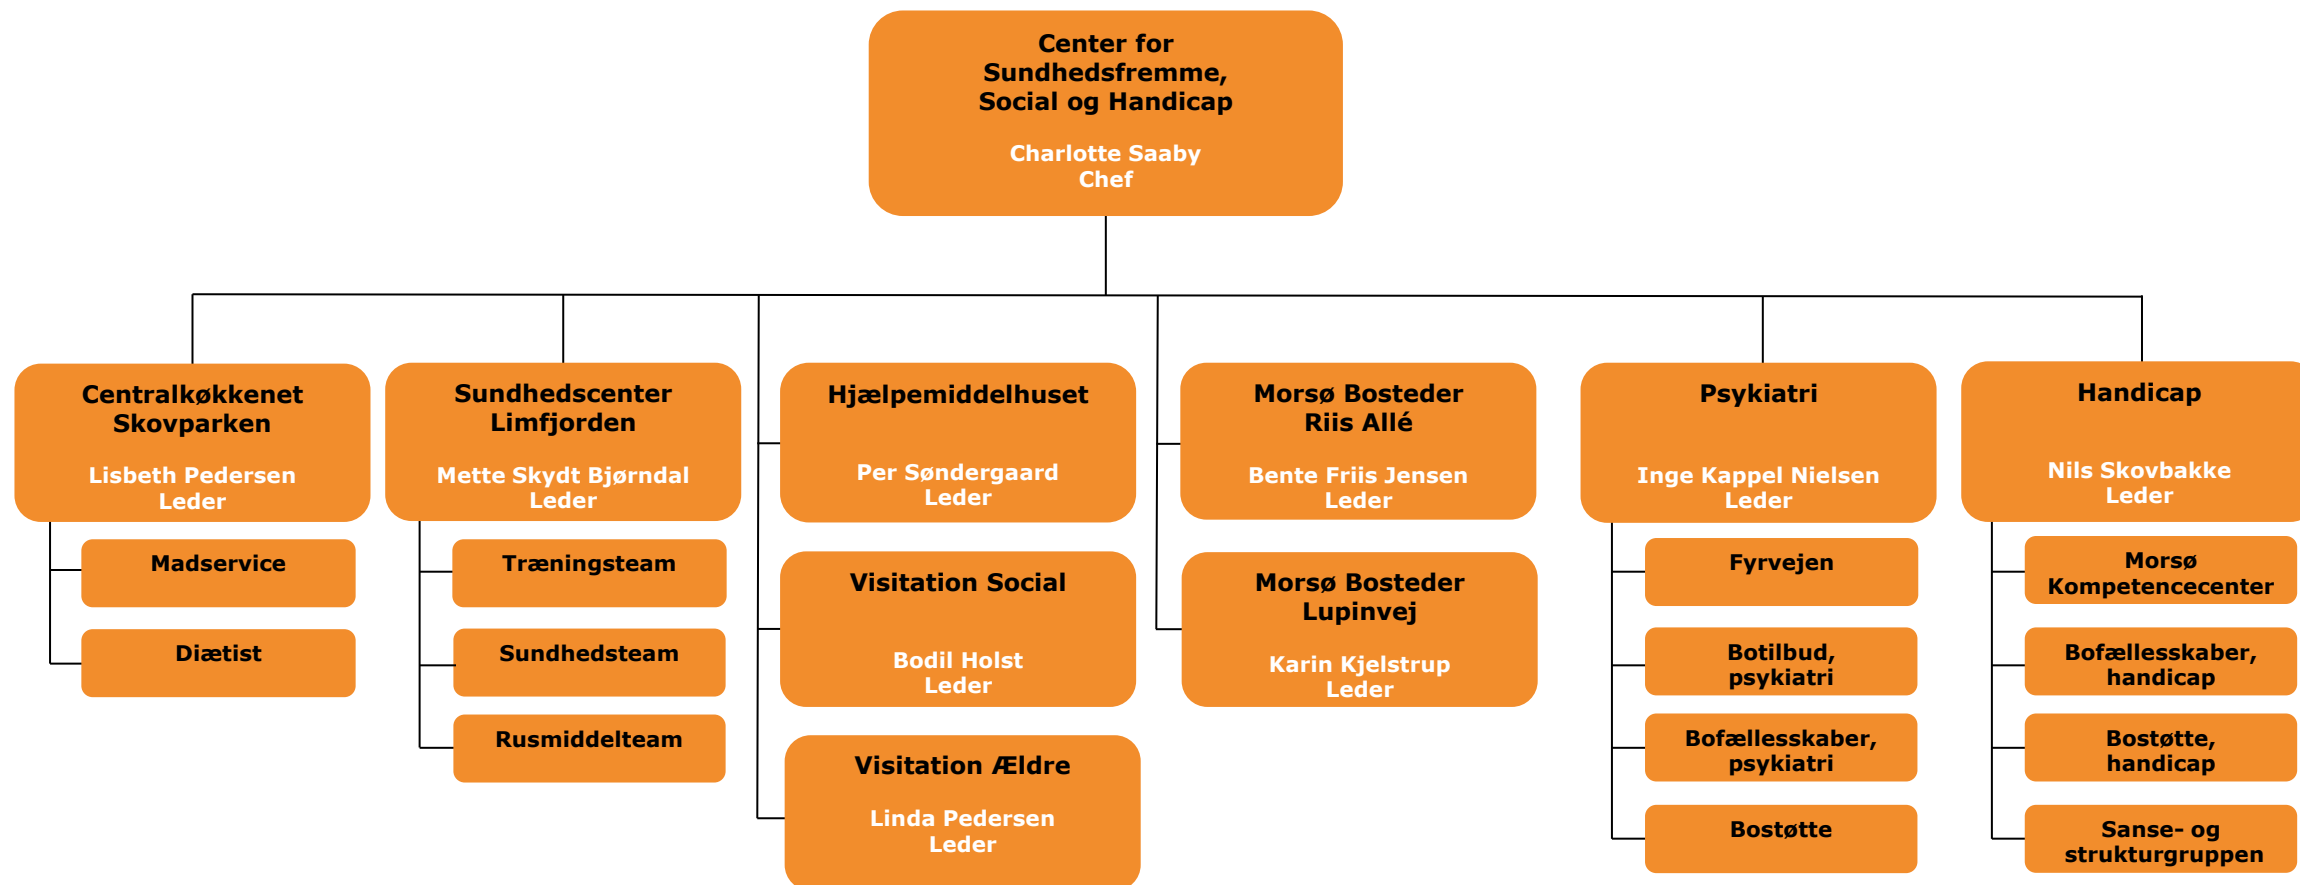 Center for
Sundhedsfremme,
Social og Handicap
Charlotte Saaby
Chef
Centralkøkkenet
Skovparken
Lisbeth Pedersen
Leder
Madservice
Diætist
Sundhedscenter
Limfjorden
Mette Skydt Bjørndal
Leder
Træningsteam
Sundhedsteam
Rusmiddelteam
Hjælpemiddelhuset
Per Søndergaard
Leder
Visitation Social
Bodil Holst
Leder
Visitation Ældre
Linda Pedersen
Leder
Morsø Bosteder
Riis Allé
Bente Friis Jensen
Leder
Morsø Bosteder
Lupinvej
Karin Kjelstrup
Leder
Psykiatri
Inge Kappel Nielsen
Leder
Fyrvejen
Botilbud,
psykiatri
Bofællesskaber,
psykiatri
Bostøtte
Handicap
Nils Skovbakke
Leder
Morsø
Kompetencecenter
Bofællesskaber,
handicap
Bostøtte,
handicap
Sanse- og
strukturgruppen